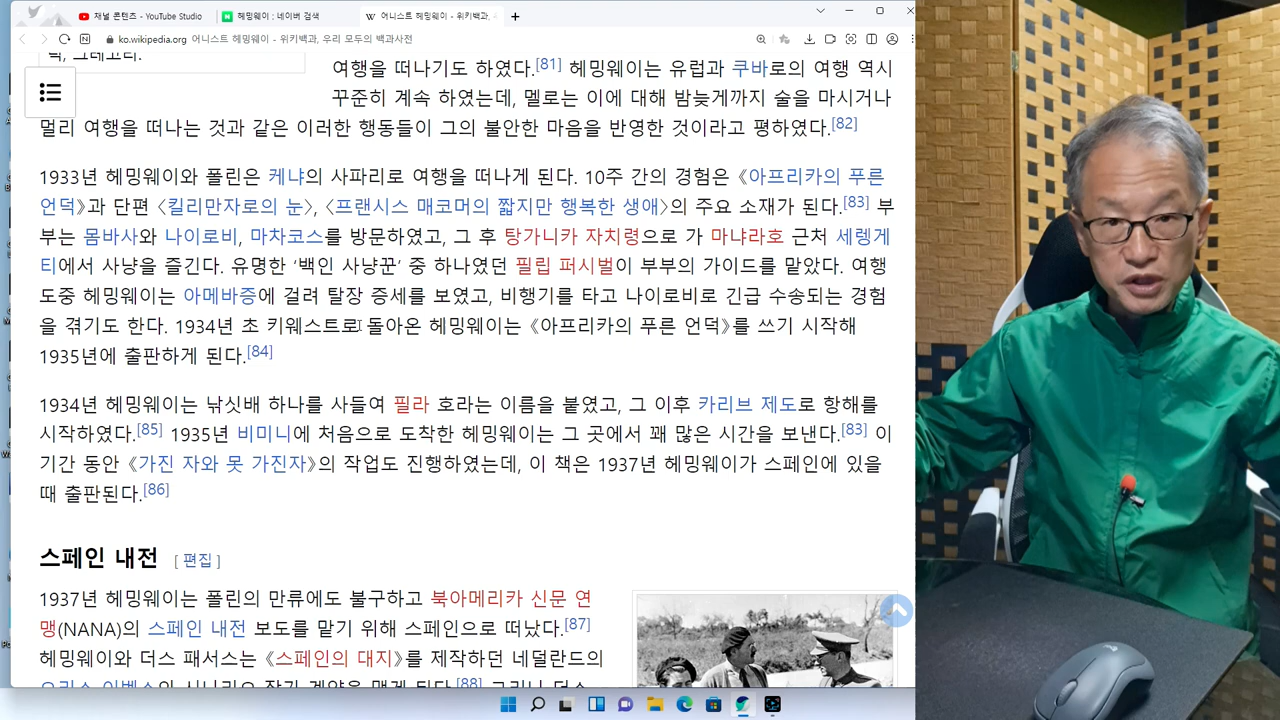 재널 콘텐츠 - YouTube Studio
헤밍웨이 : 네이버 검색
어니스트 헤밍웨이 - 위키백과,
ko.wikipedia.org 어니스트 헤밍웨이 - 위키백과, 우리 모두의 백과사전
여행을 떠나기도 하였다.[81] 헤밍웨이는 유럽과 쿠바로의 여행 역시
꾸준히 계속 하였는데, 멜로는 이에 대해 밤늦게까지 술을 마시거나
멀리 여행을 떠나는 것과 같은 이러한 행동들이 그의 불안한 마음을 반영한 것이라고 평하였다.[82]
1933년 헤밍웨이와 폴린은 케냐의 사파리로 여행을 떠나게 된다. 10주 간의 경험은 《아프리카의 푸른
언덕》과 단편 〈킬리만자로의 눈〉, 〈프랜시스 매코머의 짧지만 행복한 생애〉의 주요 소재가 된다.[83] 부
부는 몸바사와 나이로비, 마차코스를 방문하였고, 그 후 탕가니카 자치령으로 가 마냐라호 근처 세렝게
티에서 사냥을 즐긴다. 유명한 ‘백인 사냥꾼’ 중 하나였던 필립 퍼시벌이 부부의 가이드를 맡았다. 여행
도중 헤밍웨이는 아메바증에 걸려 탈장 증세를 보였고, 비행기를 타고 나이로비로 긴급 수송되는 경험
을 겪기도 한다. 1934년 초 키웨스트로 돌아온 헤밍웨이는 《아프리카의 푸른 언덕》를 쓰기 시작해
1935년에 출판하게 된다.[84]
1934년 헤밍웨이는 낚싯배 하나를 사들여 필라 호라는 이름을 붙였고, 그 이후 카리브 제도로 항해를
시작하였다.[85] 1935년 비미니에 처음으로 도착한 헤밍웨이는 그 곳에서 꽤 많은 시간을 보낸다.[83] 이
기간 동안 《가진 자와 못 가진자》의 작업도 진행하였는데, 이 책은 1937년 헤밍웨이가 스페인에 있을
때 출판된다.[86]
스페인 내전 [ 편집 ]
1937년 헤밍웨이는 폴린의 만류에도 불구하고 북아메리카 신문 연
맹(NANA)의 스페인 내전 보도를 맡기 위해 스페인으로 떠났다.[87]
헤밍웨이와 더스 패서스는 《스페인의 대지》를 제작하던 네덜란드의